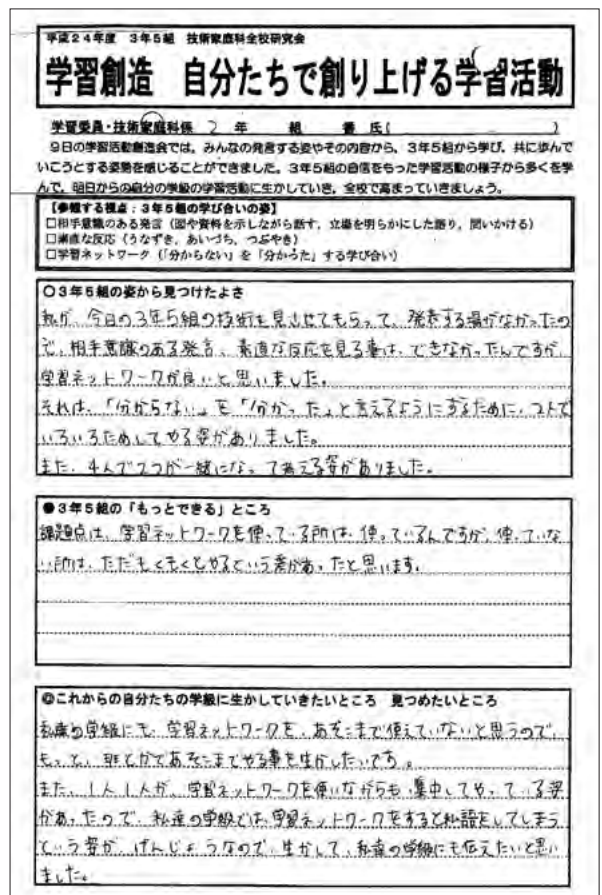 平成24年度 3年5組 技術家庭科全校研究会
学習創造 自分たちで創り上げる学習活動
学習委員・技術家庭科係 2年 組 番 氏( )
9日の学習活動創造会では、みんなの発言する姿やその内容から、3年5組から学び、共に歩んで
いこうとする姿勢を感じることができました。3年5組の自信をもった学習活動の様子から多くを学
んで、明日からの自分の学級の学習活動に生かしていき、全校で高まっていきましょう。
【参観する視点：3年5組の学び合いの姿】
□相手意識のある発言（図や資料を示しながら話す，立場を明らかにした語り，問いかける）
□素直な反応（うなずき，あいづち，つぶやき）
□学習ネットワーク（「分からない」を「分かった」する学び合い）
○3年5組の姿から見つけたよさ
私が、今日の3年5組の技術を見させてもらって、発表する場がなかったの
で、相手意識のある発言、素直な反応を見る事は、できなかったんですが、
学習ネットワークが良いと思いました。
それは、「分からない」を「分かった」と言えるようにするために、2人で
いろいろためしてやる姿がありました。
また、4人で2つが一緒になって考える姿がありました。
●3年5組の「もっとできる」ところ
課題点は、学習ネットワークを使っている所は、使っているんですが、使っていな
い所は、ただもくもくとやるという差があったと思います。
◎これからの自分たちの学級に生かしていきたいところ 見つめたいところ
私達の学級にも、学習ネットワークを、あそこまで使えていないと思うので、
もっと、班とかであそこまでやる事を生かしたいです。
また、1人1人が、学習ネットワークを使いながらも、集中してやっている姿
があったので、私達の学級では、学習ネットワークをすると私語をしてしまう
という姿が、げんじょうなので、生かして、私達の学級にも伝えたいと思い
ました。